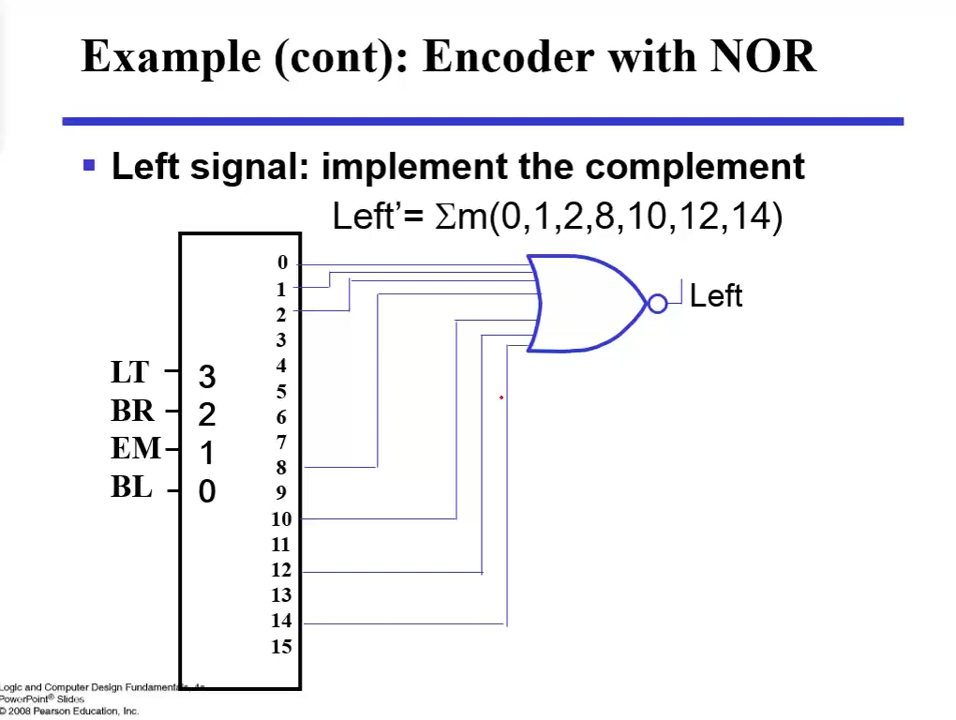 Example (cont): Encoder with NOR
▪ Left signal: implement the complement
Left’= Σm(0,1,2,8,10,12,14)
0
1
2
3
4
5
6
7
8
9
10
11
12
13
14
15
LT 3
BR 2
EM 1
BL 0
Left
Logic and Computer Design Fundamentals, 4e
PowerPoint® Slides
© 2008 Pearson Education, Inc.